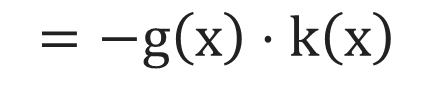 = −g(x) · k(x)